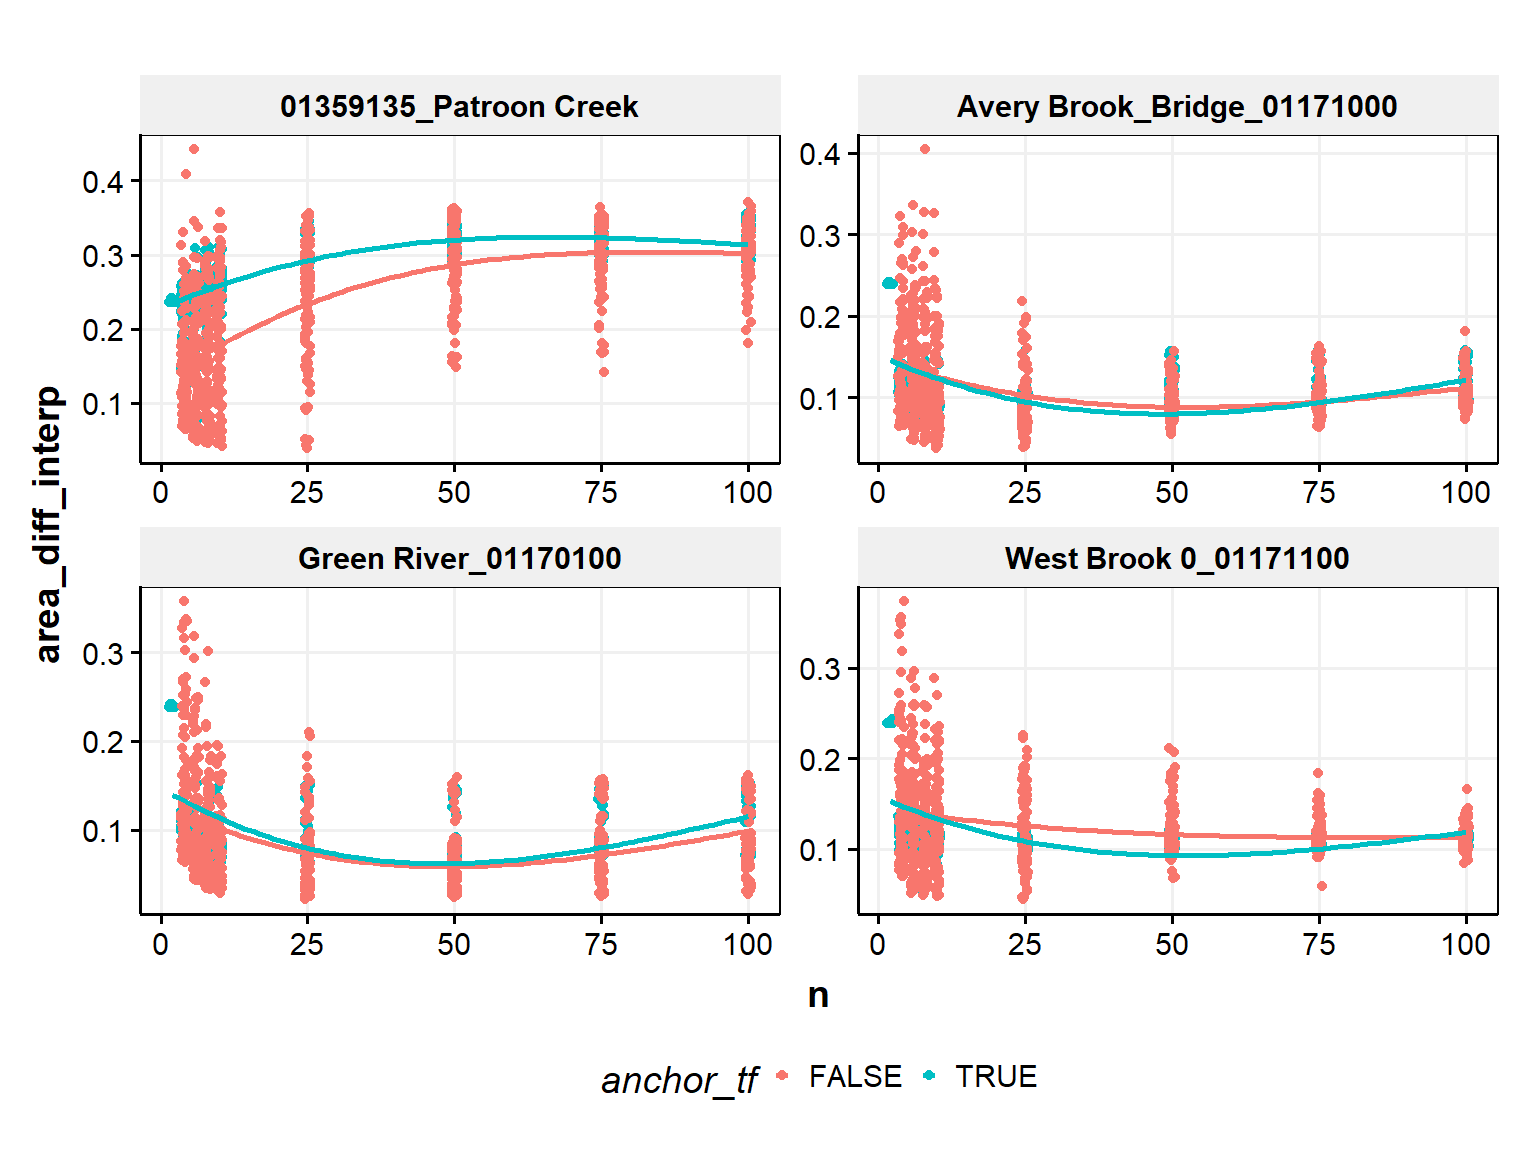 01359135_Patroon Creek
Avery Brook_Bridge_01171000
0.4
0.3
0.2
0.1
0 25 50 75 100
0.4
0.3
0.2
0.1
0 25 50 75 100
Green River_01170100
West Brook 0_01171100
0.3
0.2
0.1
0 25 50 75 100
0.3
0.2
0.1
0 25 50 75 100
area_diff_interp
n
anchor_tf FALSE TRUE